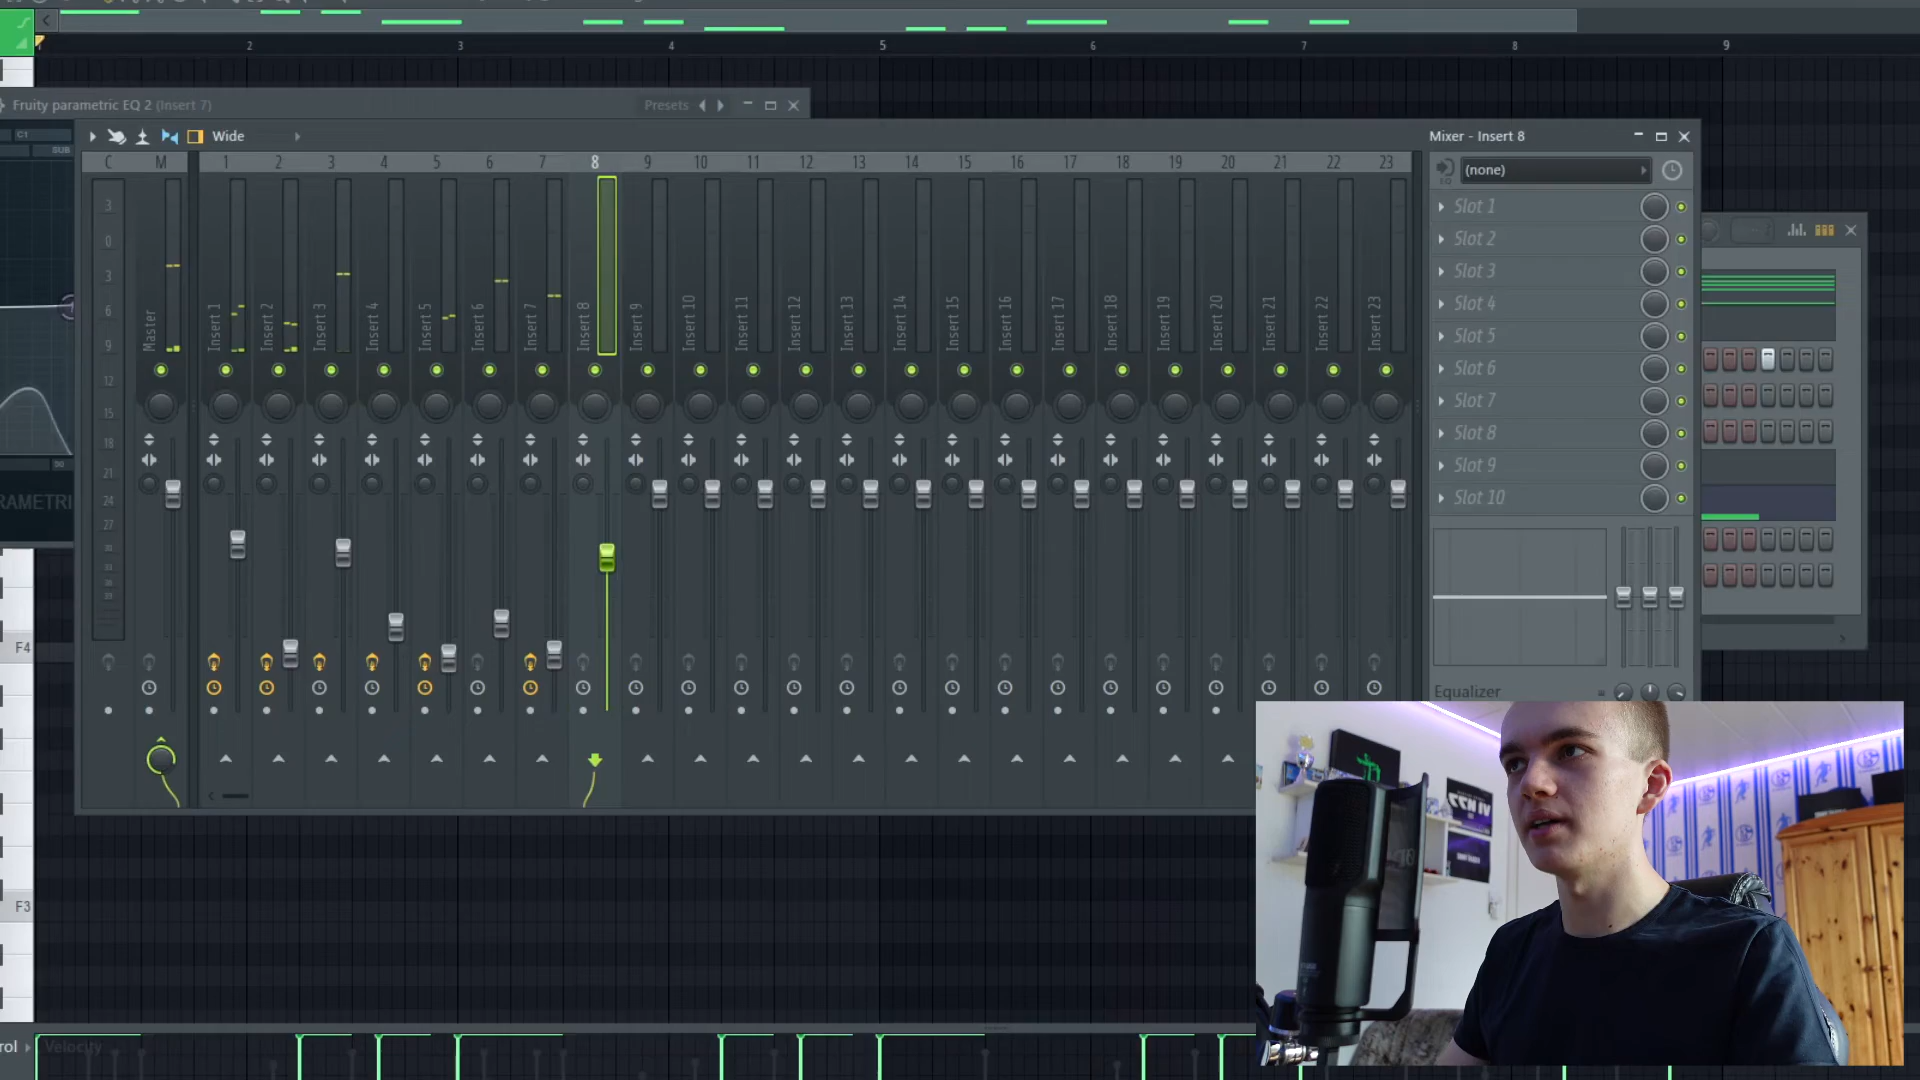 2 3 4 5 6 7 8 9
Fruity parametric EQ 2 (Insert 7) Presets
C1
SUB
Wide
Mixer - Insert 8
C M 1 2 3 4 5 6 7 8 9 10 11 12 13 14 15 16 17 18 19 20 21 22 23
(none)
EQ
3
0
3
6
9
12
15
18
21
24
27
Master
Insert 1
Insert 2
Insert 3
Insert 4
Insert 5
Insert 6
Insert 7
Insert 8
Insert 9
Insert 10
Insert 11
Insert 12
Insert 13
Insert 14
Insert 15
Insert 16
Insert 17
Insert 18
Insert 19
Insert 20
Insert 21
Insert 22
Insert 23
Slot 1
Slot 2
Slot 3
Slot 4
Slot 5
Slot 6
Slot 7
Slot 8
Slot 9
Slot 10
ARAMETRI
Equalizer
F4
F3
rol
Velocity